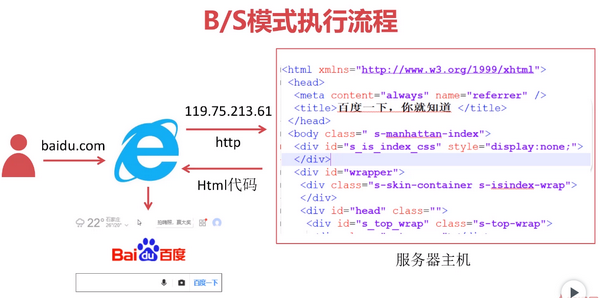 B/S模式执行流程
119.75.213.61
baidu.com
http
Html代码
<html xmlns="http://www.w3.org/1999/xhtml">
<head>
<meta content="always" name="referrer" />
<title>百度一下，你就知道 </title>
</head>
<body class=" s-manhattan-index">
<div id="s_is_index_css" style="display:none;">
</div>
<div id="wrapper">
<div class="s-skin-container s-isindex-wrap">
</div>
<div id="head" class="">
<div id="s_top_wrap" class="s-top-wrap">
服务器主机
22°
Bai du 百度
百度一下